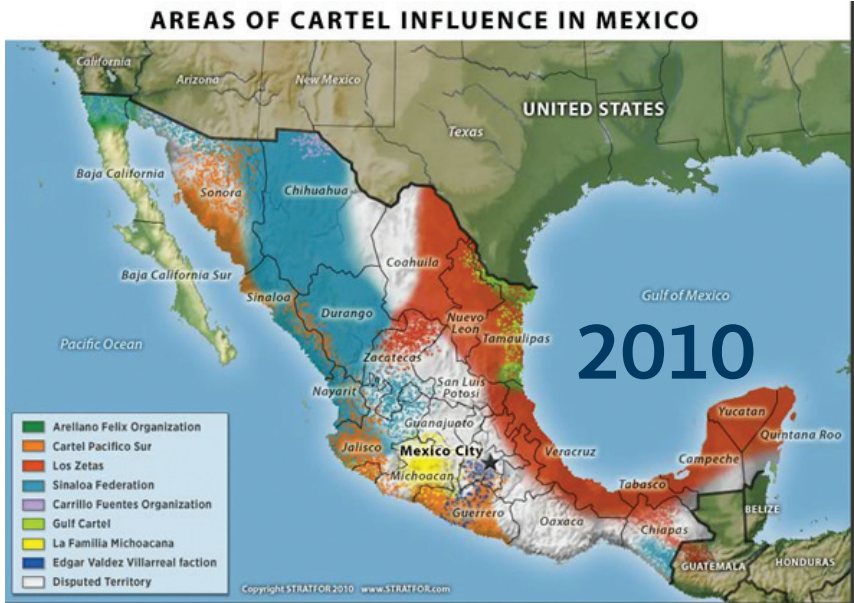 AREAS OF CARTEL INFLUENCE IN MEXICO
California
Arizona
New Mexico
UNITED STATES
Texas
Baja California
Sonora
Chihuahua
Coahuila
Baja California Sur
Sinaloa
Durango
Nuevo
Leon
Tamaulipas
Gulf of Mexico
2010
Pacific Ocean
Zacatecas
San Luis
Potosi
Nayarit
Guanajuato
Yucatan
Quintana Roo
Jalisco
Mexico City
Veracruz
Campeche
Michoacan
Tabasco
Guerrero
Oaxaca
Chiapas
BELIZE
GUATEMALA
HONDURAS
Arellano Felix Organization
Cartel Pacifico Sur
Los Zetas
Sinaloa Federation
Carrillo Fuentes Organization
Gulf Cartel
La Familia Michoacana
Edgar Valdez Villarreal faction
Disputed Territory
Copyright STRATFOR 2010 www.STRATFOR.com